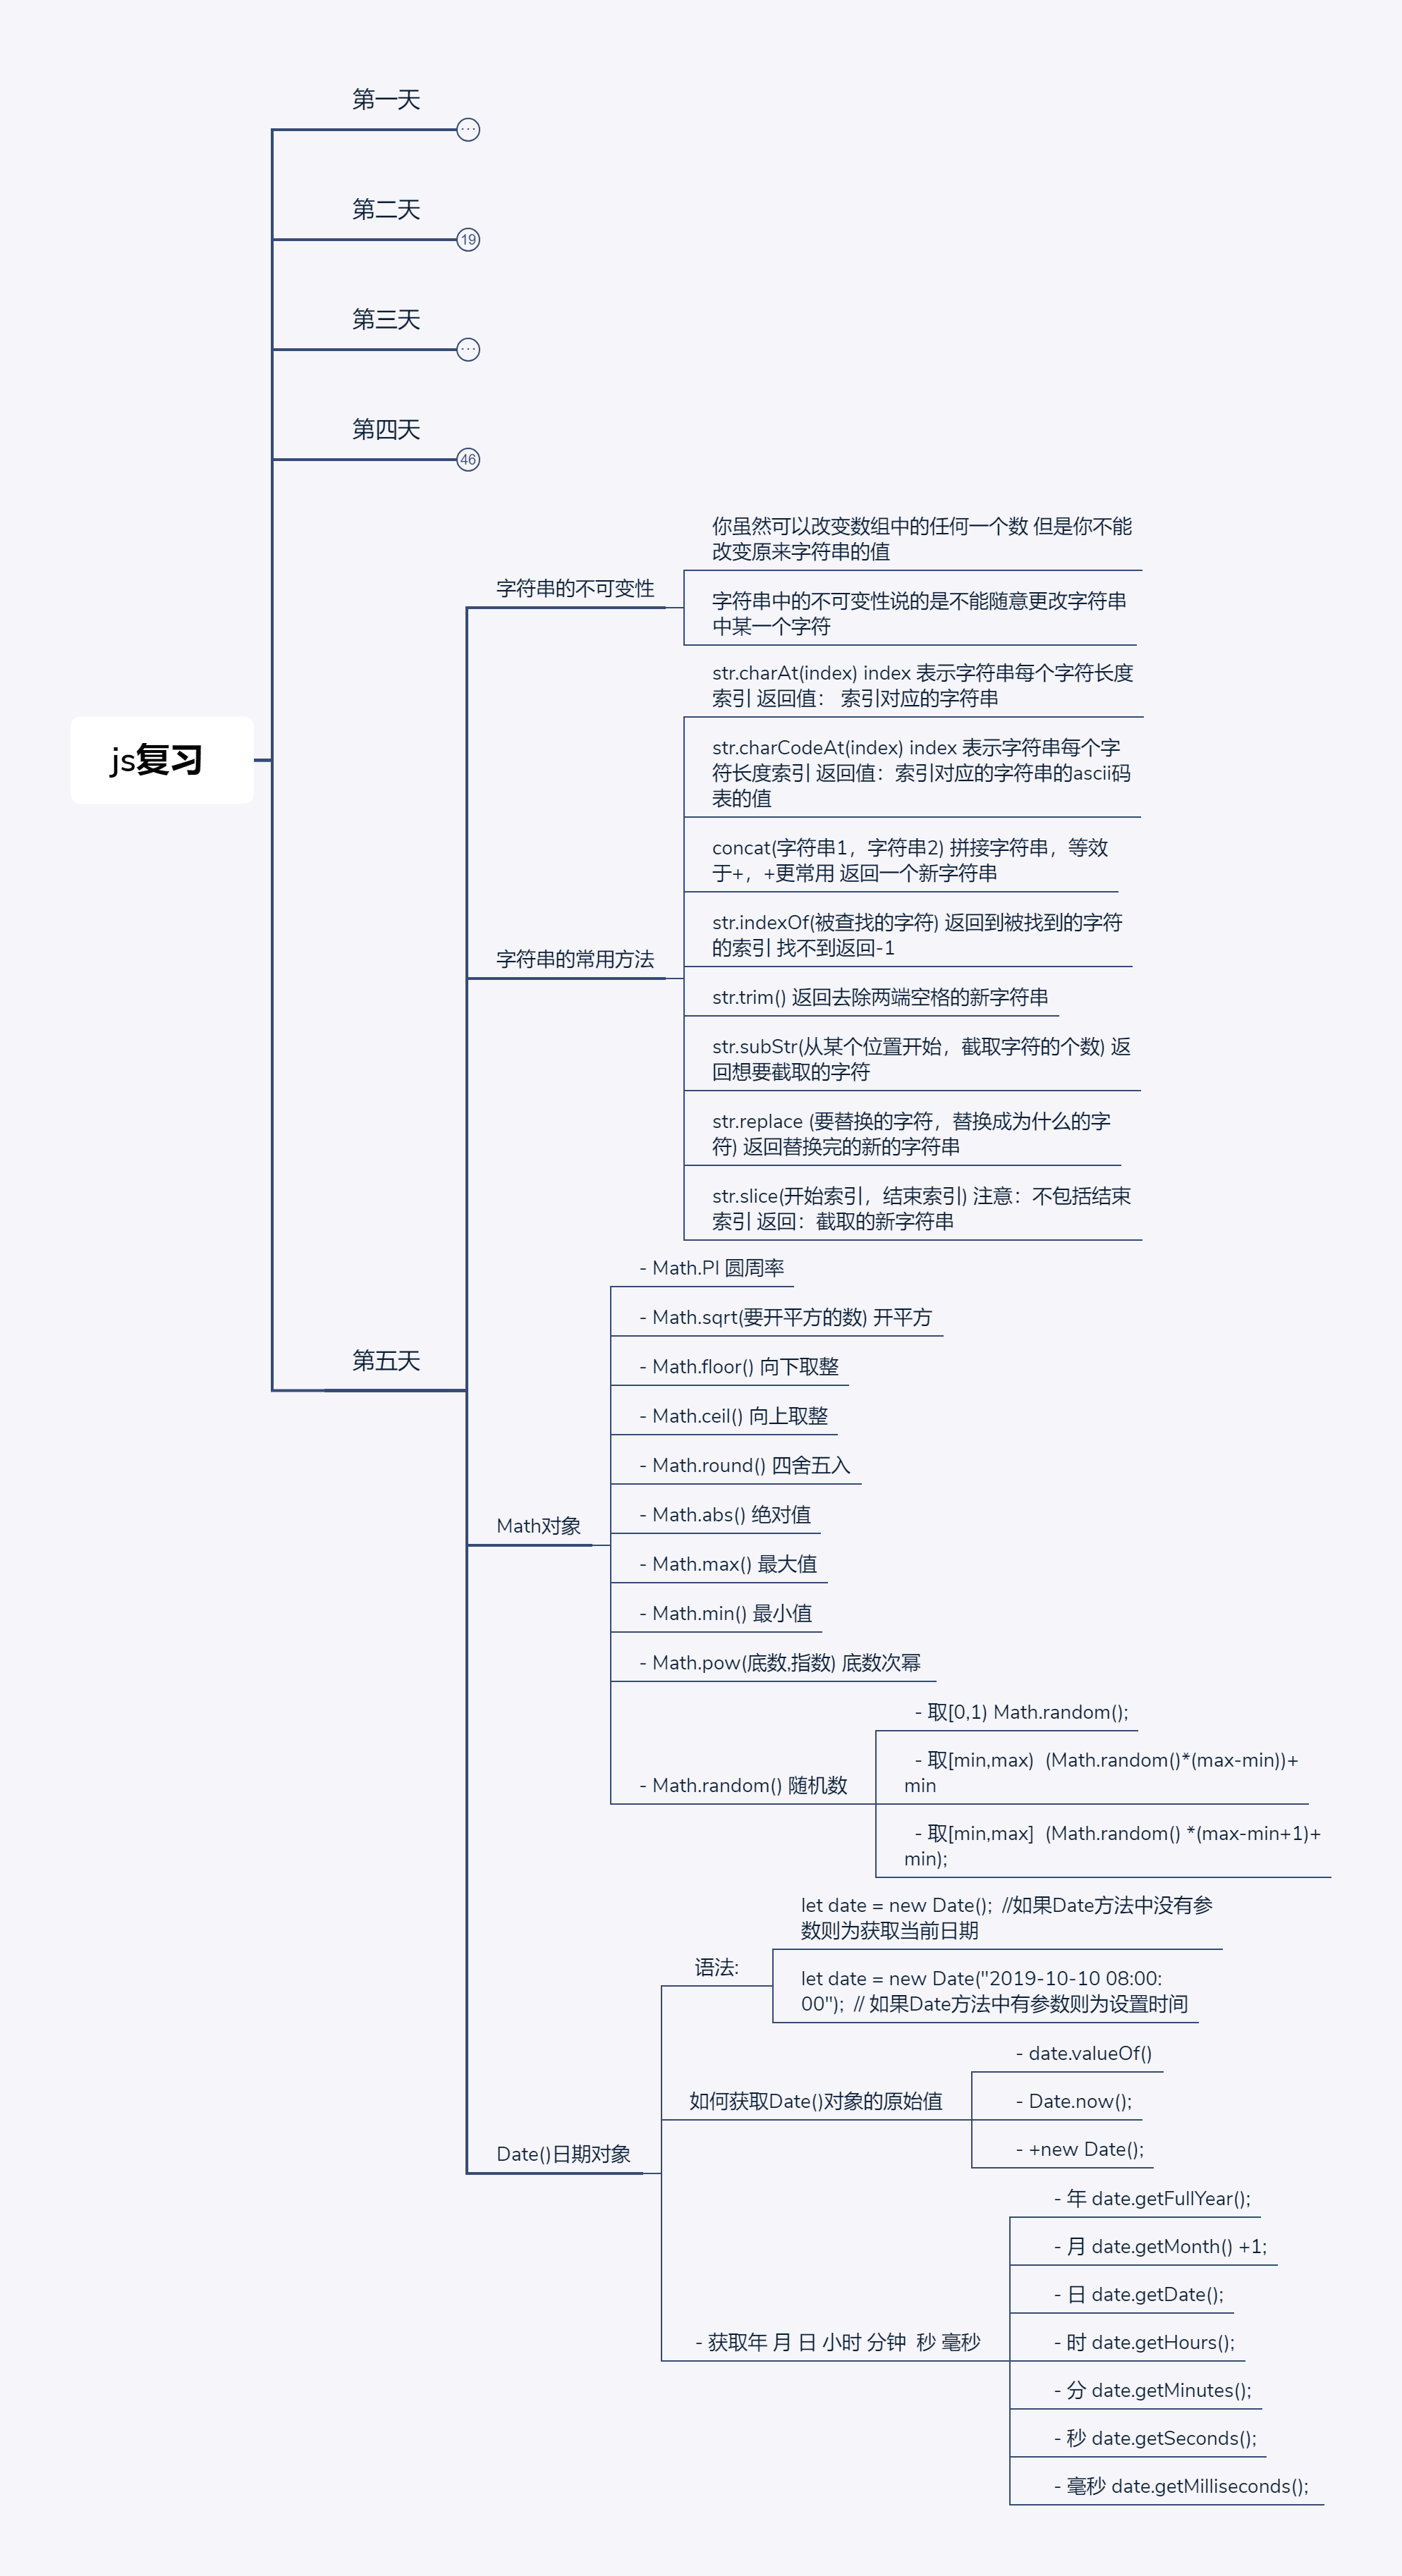 第一天
···
第二天
19
第三天
···
第四天
46
js复习
第五天
字符串的不可变性
你虽然可以改变数组中的任何一个数 但是你不能
改变原来字符串的值
字符串中的不可变性说的是不能随意更改字符串
中某一个字符
字符串的常用方法
str.charAt(index) index 表示字符串每个字符长度
索引 返回值： 索引对应的字符串
str.charCodeAt(index) index 表示字符串每个字
符长度索引 返回值：索引对应的字符串的ascii码
表的值
concat(字符串1，字符串2) 拼接字符串，等效
于+，+更常用 返回一个新字符串
str.indexOf(被查找的字符) 返回到被找到的字符
的索引 找不到返回-1
str.trim() 返回去除两端空格的新字符串
str.subStr(从某个位置开始，截取字符的个数) 返
回想要截取的字符
str.replace (要替换的字符，替换成为什么的字
符) 返回替换完的新的字符串
str.slice(开始索引，结束索引) 注意：不包括结束
索引 返回：截取的新字符串
Math对象
- Math.PI 圆周率
- Math.sqrt(要开平方的数) 开平方
- Math.floor() 向下取整
- Math.ceil() 向上取整
- Math.round() 四舍五入
- Math.abs() 绝对值
- Math.max() 最大值
- Math.min() 最小值
- Math.pow(底数,指数) 底数次幂
- Math.random() 随机数
- 取[0,1) Math.random();
- 取[min,max)  (Math.random()*(max-min))+
min
- 取[min,max]  (Math.random() *(max-min+1)+
min);
Date()日期对象
语法:
let date = new Date();  //如果Date方法中没有参
数则为获取当前日期
let date = new Date("2019-10-10 08:00:
00");  // 如果Date方法中有参数则为设置时间
如何获取Date()对象的原始值
- date.valueOf()
- Date.now();
- +new Date();
- 获取年 月 日 小时 分钟  秒 毫秒
- 年 date.getFullYear();
- 月 date.getMonth() +1;
- 日 date.getDate();
- 时 date.getHours();
- 分 date.getMinutes();
- 秒 date.getSeconds();
- 毫秒 date.getMilliseconds();